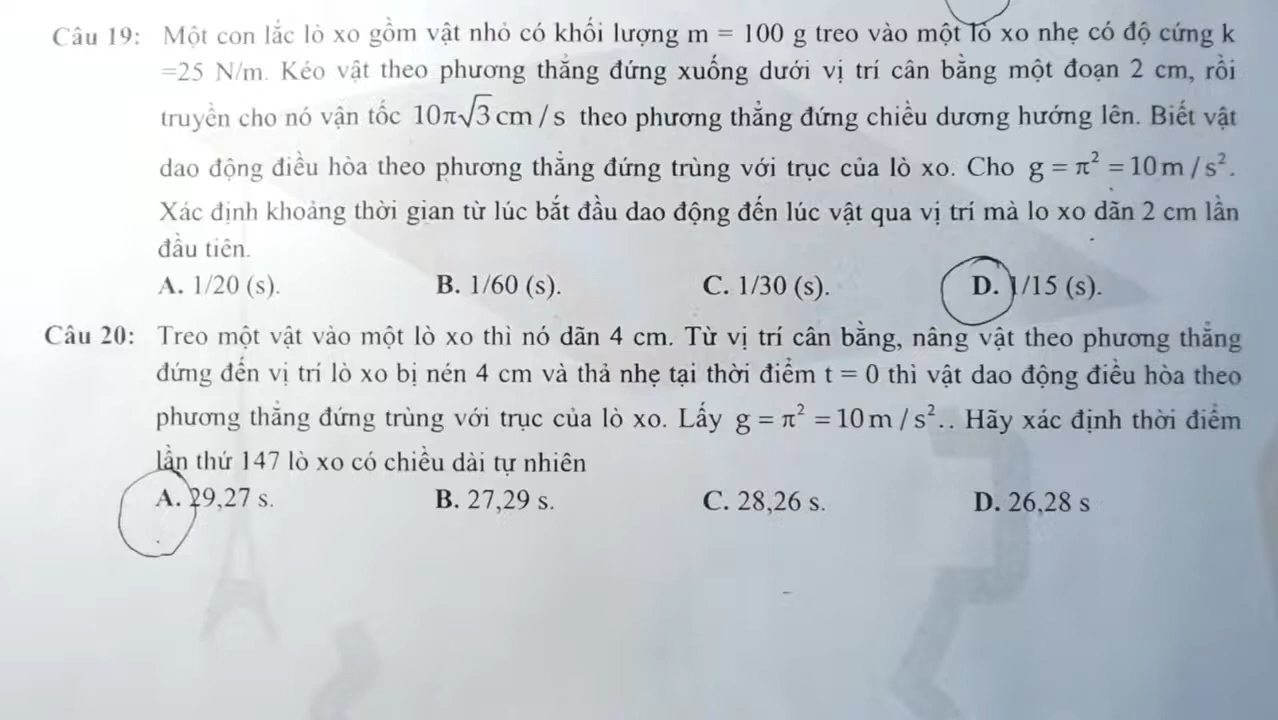 Câu 19: Một con lắc lò xo gồm vật nhỏ có khối lượng m = 100 g treo vào một lò xo nhẹ có độ cứng k
=25 N/m. Kéo vật theo phương thẳng đứng xuống dưới vị trí cân bằng một đoạn 2 cm, rồi
truyền cho nó vận tốc 10π√3 cm / s theo phương thẳng đứng chiều dương hướng lên. Biết vật
dao động điều hòa theo phương thẳng đứng trùng với trục của lò xo. Cho g = π² = 10 m / s².
Xác định khoảng thời gian từ lúc bắt đầu dao động đến lúc vật qua vị trí mà lo xo dãn 2 cm lần
đầu tiên.
A. 1/20 (s). B. 1/60 (s). C. 1/30 (s). D. 1/15 (s).
Câu 20: Treo một vật vào một lò xo thì nó dãn 4 cm. Từ vị trí cân bằng, nâng vật theo phương thẳng
đứng đến vị trí lò xo bị nén 4 cm và thả nhẹ tại thời điểm t = 0 thì vật dao động điều hòa theo
phương thẳng đứng trùng với trục của lò xo. Lấy g = π² = 10 m / s².. Hãy xác định thời điểm
lần thứ 147 lò xo có chiều dài tự nhiên
A. 29,27 s. B. 27,29 s. C. 28,26 s. D. 26,28 s